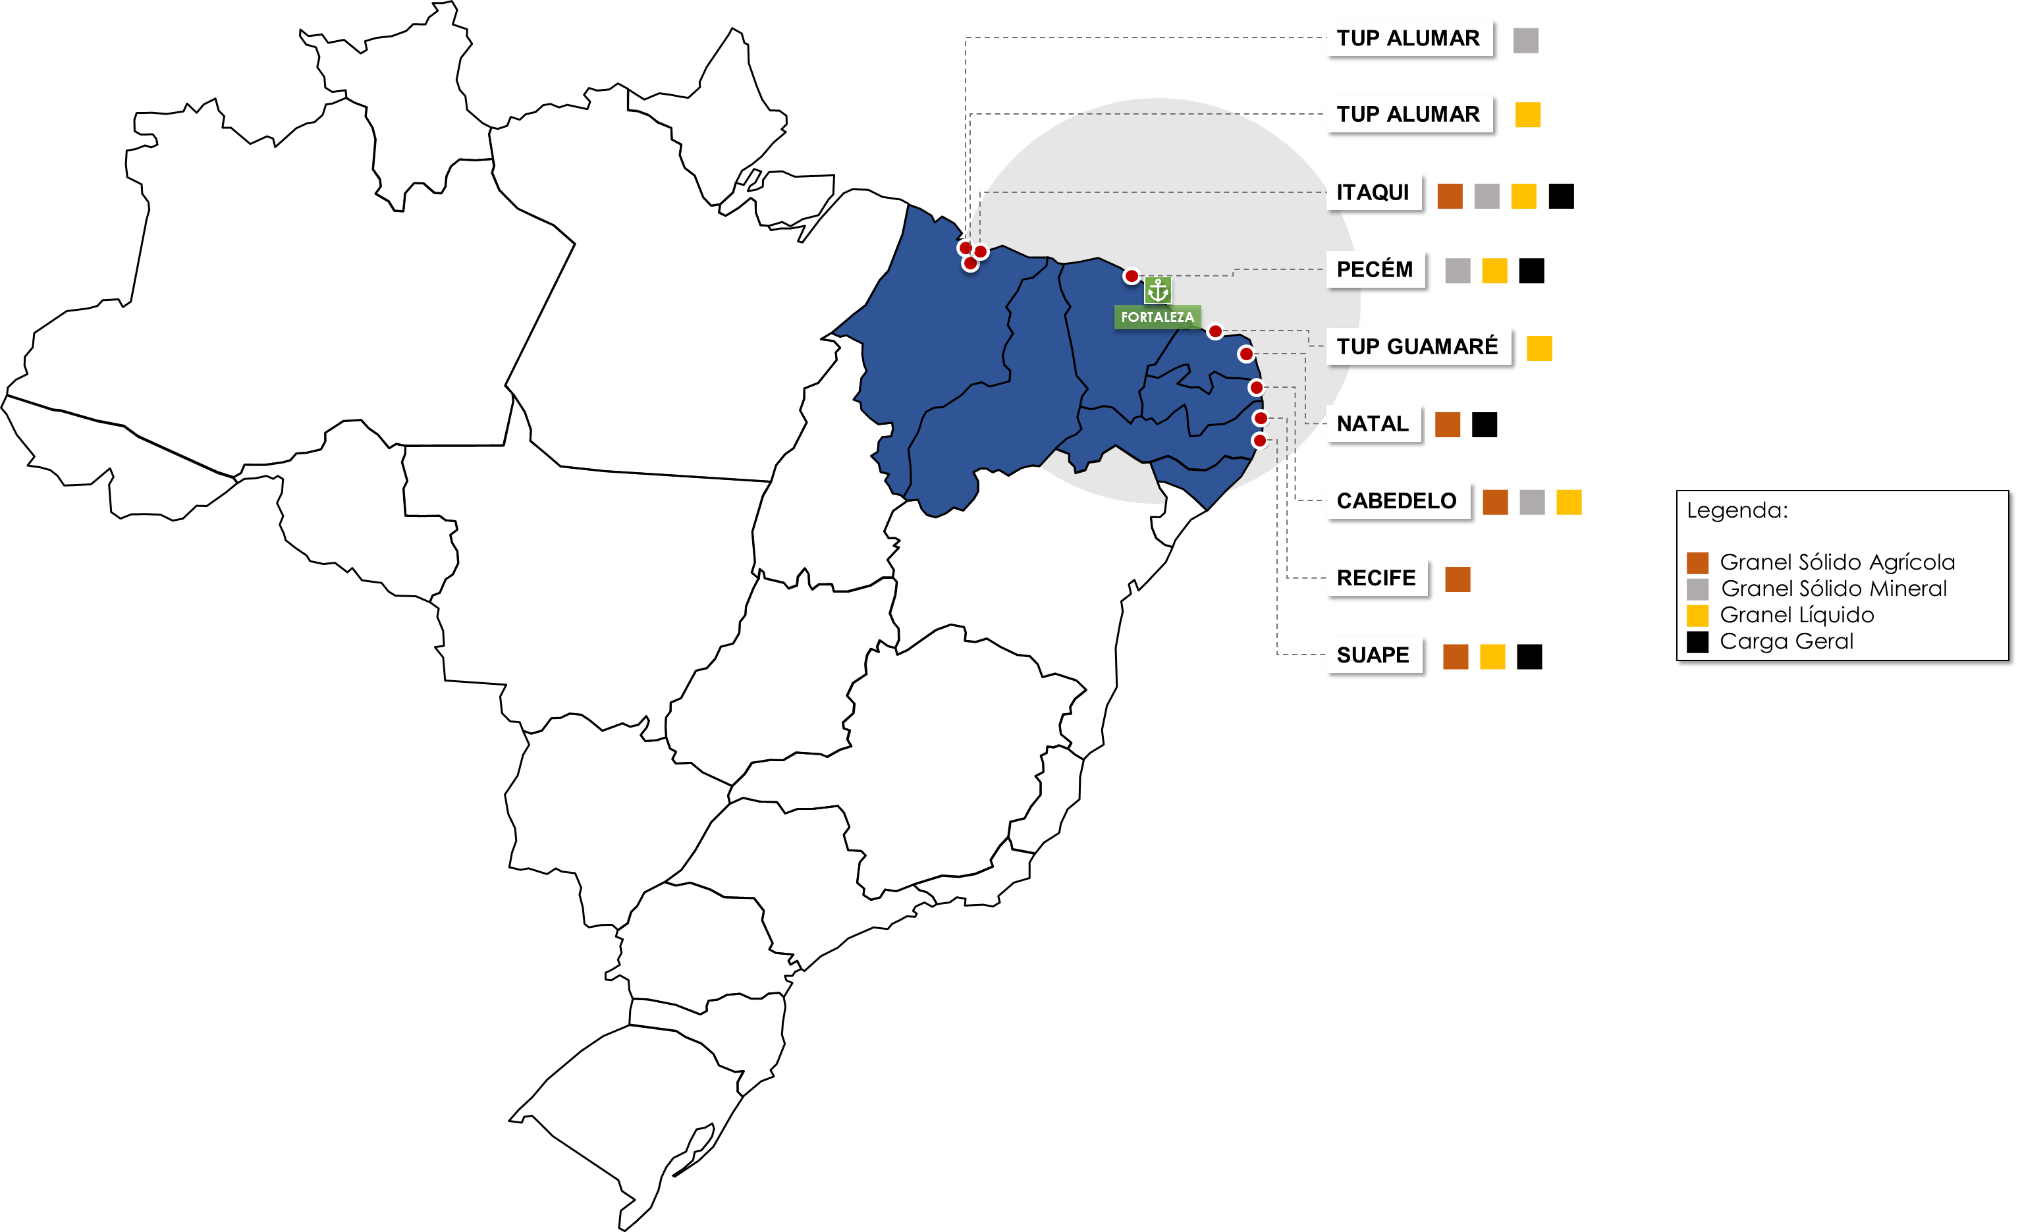 TUP ALUMAR
TUP ALUMAR
ITAQUI
PECÉM
FORTALEZA
TUP GUAMARÉ
NATAL
CABEDELO
RECIFE
SUAPE
Legenda:
Granel Sólido Agrícola
Granel Sólido Mineral
Granel Líquido
Carga Geral